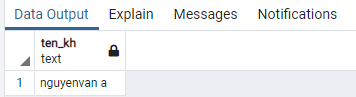 Data Output Explain Messages Notifications
ten_kh
text
1 nguyenvan a